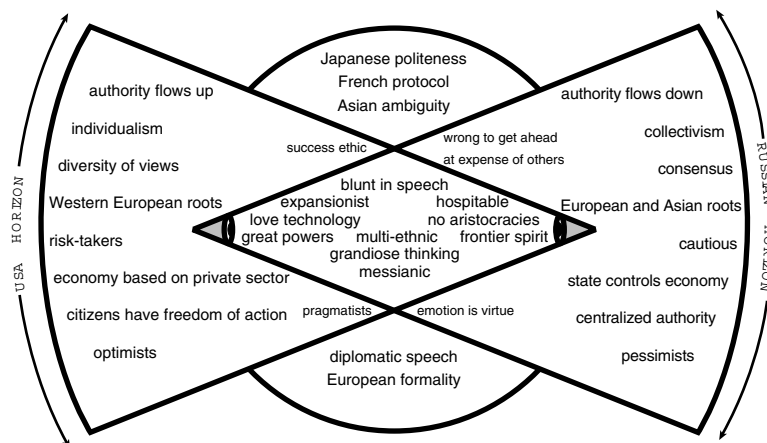 Japanese politeness
French protocol
Asian ambiguity
USA HORIZON
authority flows up
individualism
diversity of views
Western European roots
risk-takers
economy based on private sector
citizens have freedom of action
optimists
success ethic
pragmatists
blunt in speech
expansionist hospitable
love technology no aristocracies
great powers multi-ethnic frontier spirit
grandiose thinking
messianic
wrong to get ahead
at expense of others
emotion is virtue
authority flows down
collectivism
consensus
European and Asian roots
cautious
state controls economy
centralized authority
pessimists
RUSSIAN HORIZON
diplomatic speech
European formality